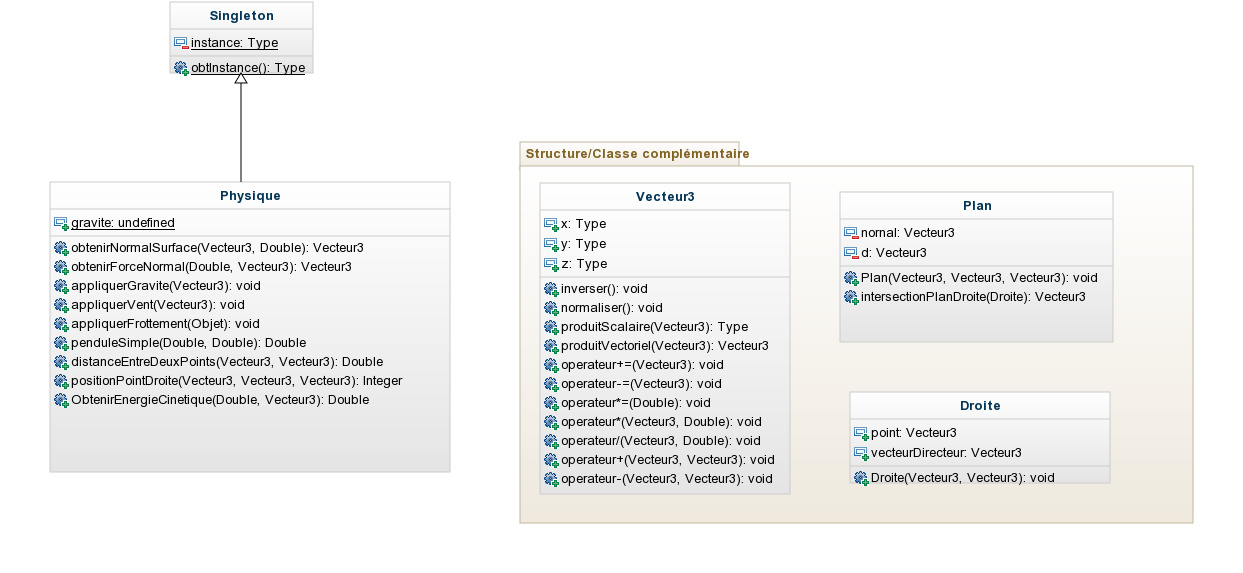 Singleton
instance: Type
obtInstance(): Type
Physique
gravite: undefined
obtenirNormalSurface(Vecteur3, Double): Vecteur3
obtenirForceNormal(Double, Vecteur3): Vecteur3
appliquerGravite(Vecteur3): void
appliquerVent(Vecteur3): void
appliquerFrottement(Objet): void
penduleSimple(Double, Double): Double
distanceEntreDeuxPoints(Vecteur3, Vecteur3): Double
positionPointDroite(Vecteur3, Vecteur3, Vecteur3): Integer
ObtenirEnergieCinetique(Double, Vecteur3): Double
Structure/Classe complémentaire
Vecteur3
x: Type
y: Type
z: Type
inverser(): void
normaliser(): void
produitScalaire(Vecteur3): Type
produitVectoriel(Vecteur3): Vecteur3
operateur+=(Vecteur3): void
operateur-=(Vecteur3): void
operateur*=(Double): void
operateur*(Vecteur3, Double): void
operateur/(Vecteur3, Double): void
operateur+(Vecteur3, Vecteur3): void
operateur-(Vecteur3, Vecteur3): void
Plan
nornal: Vecteur3
d: Vecteur3
Plan(Vecteur3, Vecteur3, Vecteur3): void
intersectionPlanDroite(Droite): Vecteur3
Droite
point: Vecteur3
vecteurDirecteur: Vecteur3
Droite(Vecteur3, Vecteur3): void